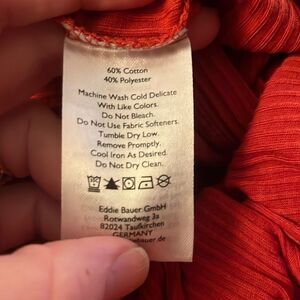 60% Cotton
40% Polyester
Machine Wash Cold Delicate
With Like Colors.
Do Not Bleach.
Do Not Use Fabric Softeners.
Tumble Dry Low.
Remove Promptly.
Cool Iron As Desired.
Do Not Dry Clean.
Eddie Bauer GmbH
Rotwandweg 3a
82024 Taufkirchen
GERMANY